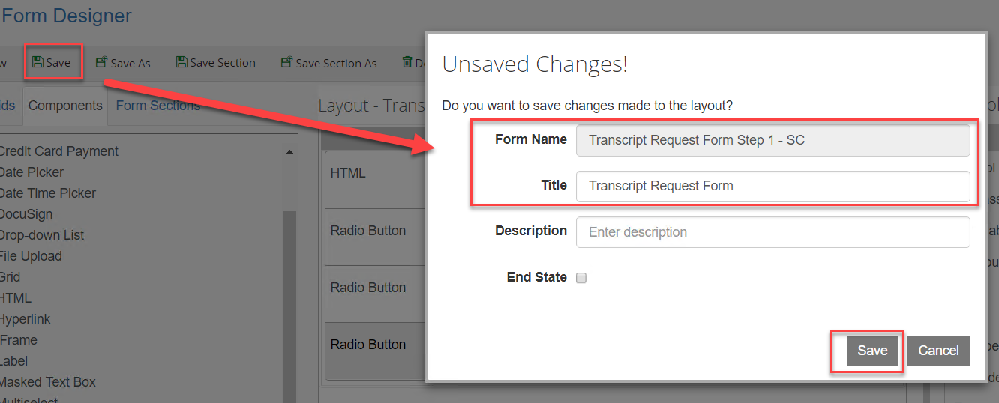 Form Designer
Save
Save As
Save Section
Save Section As
Components
Form Sections
Layout - Trans
Credit Card Payment
Date Picker
Date Time Picker
DocuSign
Drop-down List
File Upload
Grid
HTML
Hyperlink
Frame
Label
Masked Text Box
Multiselect
HTML
Radio Button
Radio Button
Radio Button
Unsaved Changes!
Do you want to save changes made to the layout?
Form Name
Transcript Request Form Step 1 - SC
Title
Transcript Request Form
Description
Enter description
End State
Save
Cancel